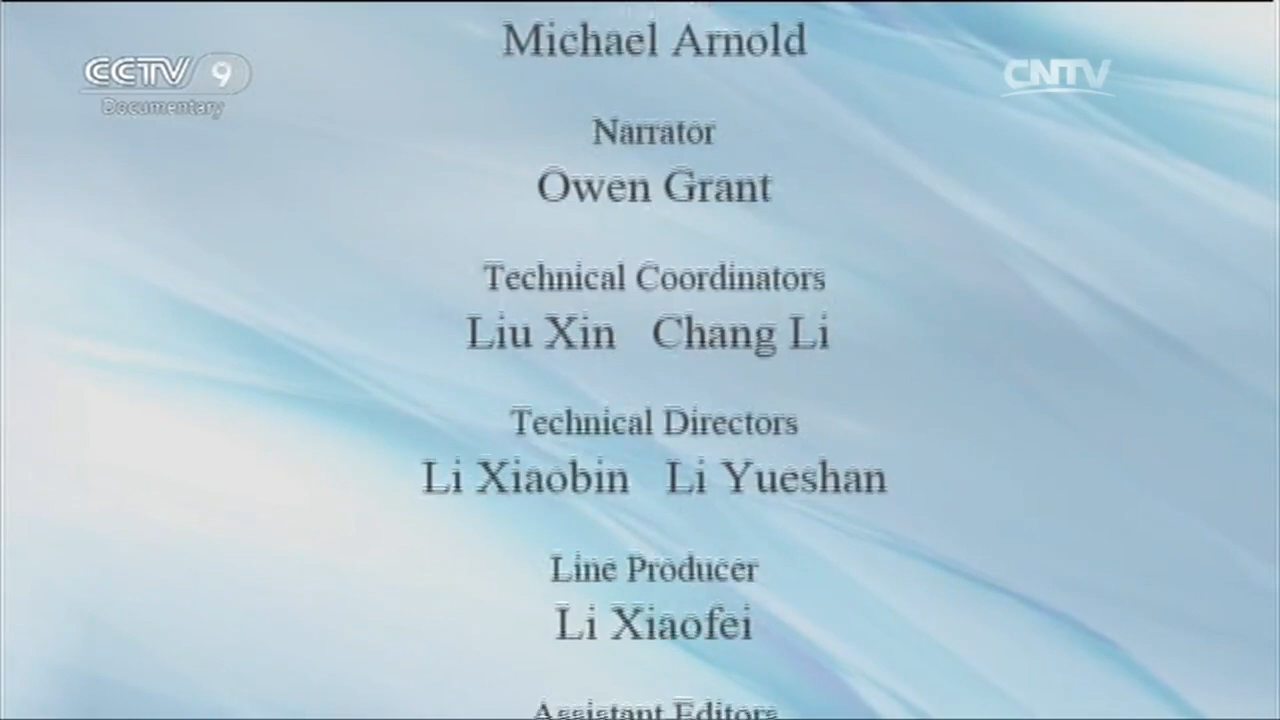 Michael Arnold
CCTV 9
Documentary
CNTV
Narrator
Owen Grant
Technical Coordinators
Liu Xin Chang Li
Technical Directors
Li Xiaobin Li Yueshan
Line Producer
Li Xiaofei
Assistant Editors